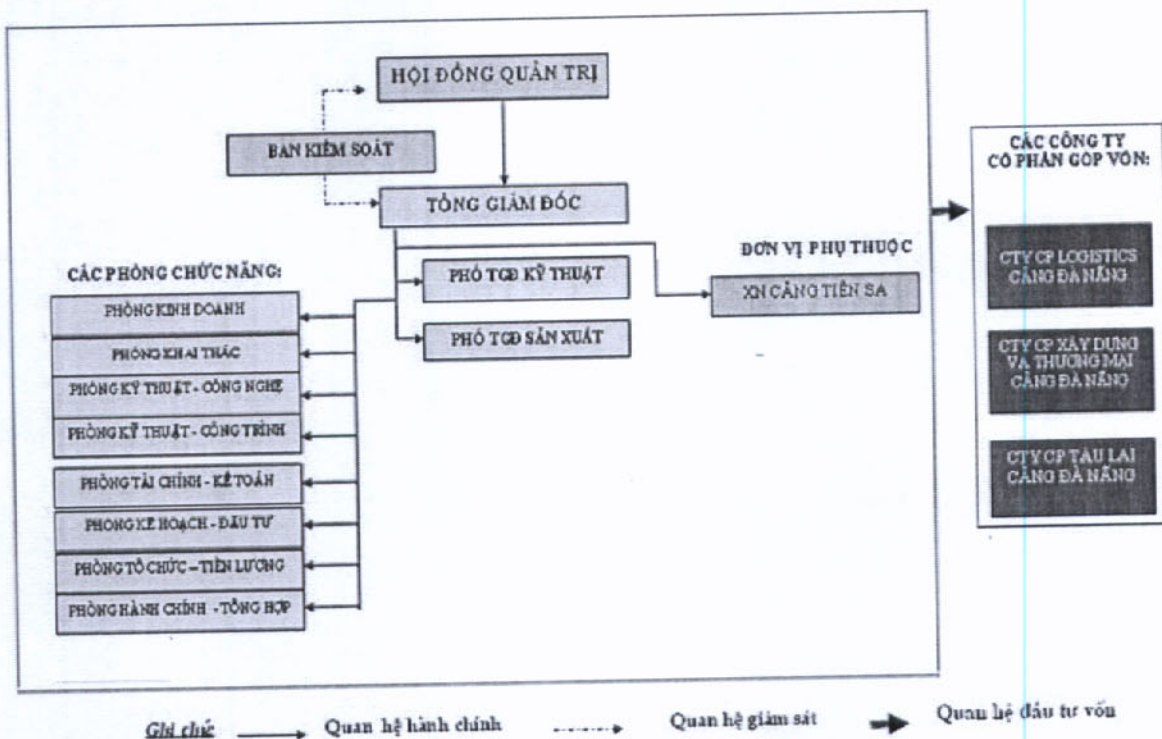 HỘI ĐỒNG QUẢN TRỊ
BAN KIỂM SOÁT
TỔNG GIÁM ĐỐC
CÁC PHÒNG CHỨC NĂNG:
PHÒNG KINH DOANH
PHÒNG KHAI THÁC
PHÒNG KỸ THUẬT - CÔNG NGHỆ
PHÒNG KỸ THUẬT - CÔNG TRÌNH
PHÒNG TÀI CHÍNH - KẾ TOÁN
PHÒNG KẾ HOẠCH - ĐẦU TƯ
PHÒNG TỔ CHỨC – TIỀN LƯƠNG
PHÒNG HÀNH CHÍNH - TỔNG HỢP
PHÓ TGĐ KỸ THUẬT
PHÓ TGĐ SẢN XUẤT
ĐƠN VỊ PHỤ THUỘC
XN CẢNG TIÊN SA
CÁC CÔNG TY
CỔ PHẦN GÓP VỐN:
CTY CP LOGISTICS
CẢNG ĐÀ NẴNG
CTY CP XÂY DỰNG
VÀ THƯƠNG MẠI
CẢNG ĐÀ NẴNG
CTY CP TÀU LAI
CẢNG ĐÀ NẴNG
Ghi chú
Quan hệ hành chính
Quan hệ giám sát
Quan hệ đầu tư vốn